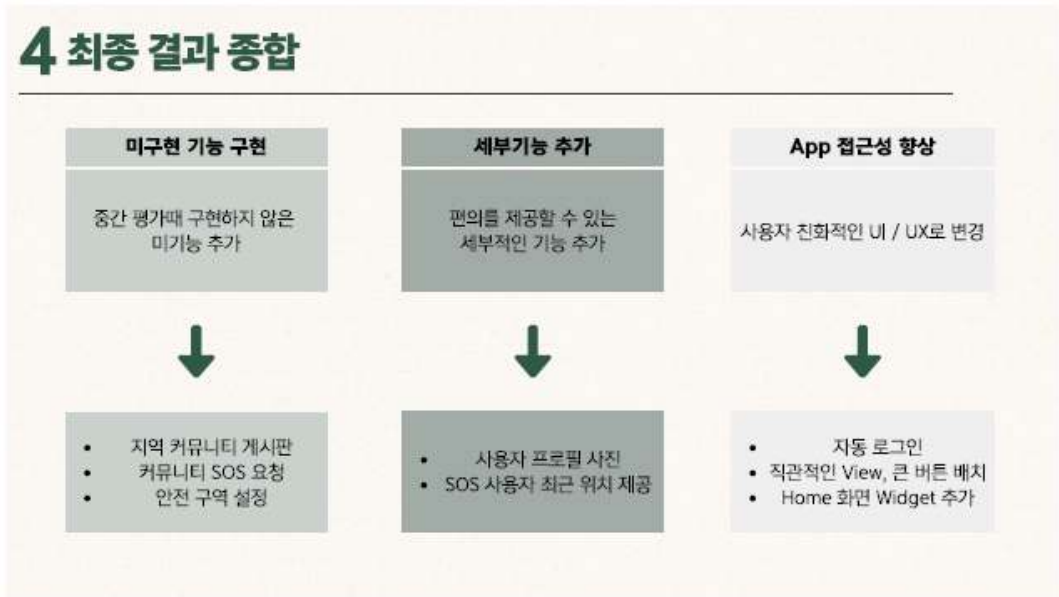 4 최종 결과 종합
미구현 기능 구현
중간 평가때 구현하지 않은
미기능 추가
• 지역 커뮤니티 게시판
• 커뮤니티 SOS 요청
• 안전 구역 설정
세부기능 추가
편의를 제공할 수 있는
세부적인 기능 추가
• 사용자 프로필 사진
• SOS 사용자 최근 위치 제공
App 접근성 향상
사용자 친화적인 UI / UX로 변경
• 자동 로그인
• 직관적인 View, 큰 버튼 배치
• Home 화면 Widget 추가